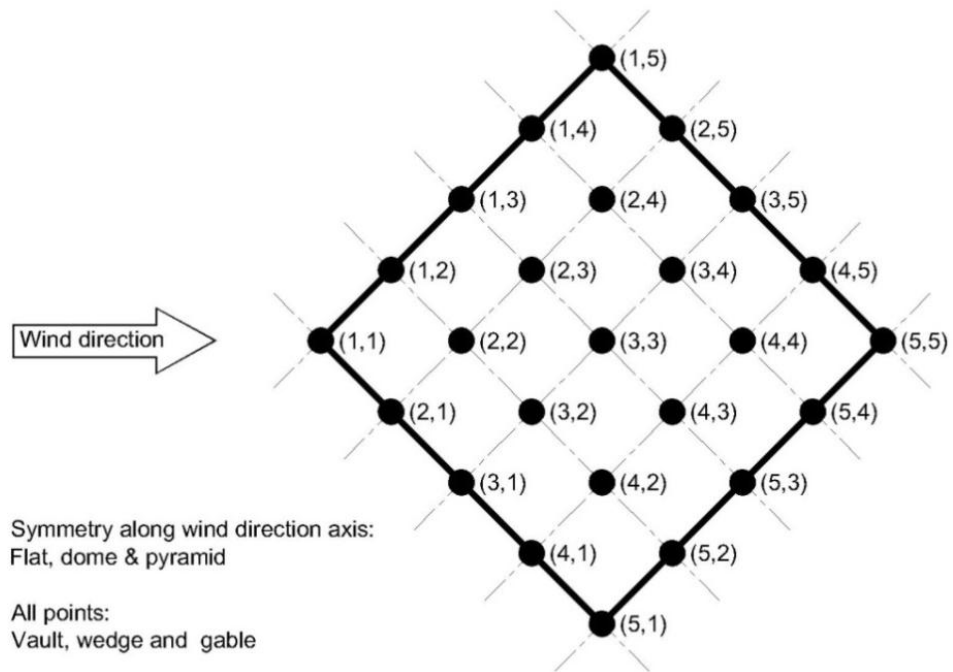 (1,5)
(1,4) (2,5)
(1,3) (2,4) (3,5)
(1,2) (2,3) (3,4) (4,5)
Wind direction (1,1) (2,2) (3,3) (4,4) (5,5)
(2,1) (3,2) (4,3) (5,4)
(3,1) (4,2) (5,3)
Symmetry along wind direction axis:
Flat, dome & pyramid
(4,1) (5,2)
All points:
Vault, wedge and gable
(5,1)